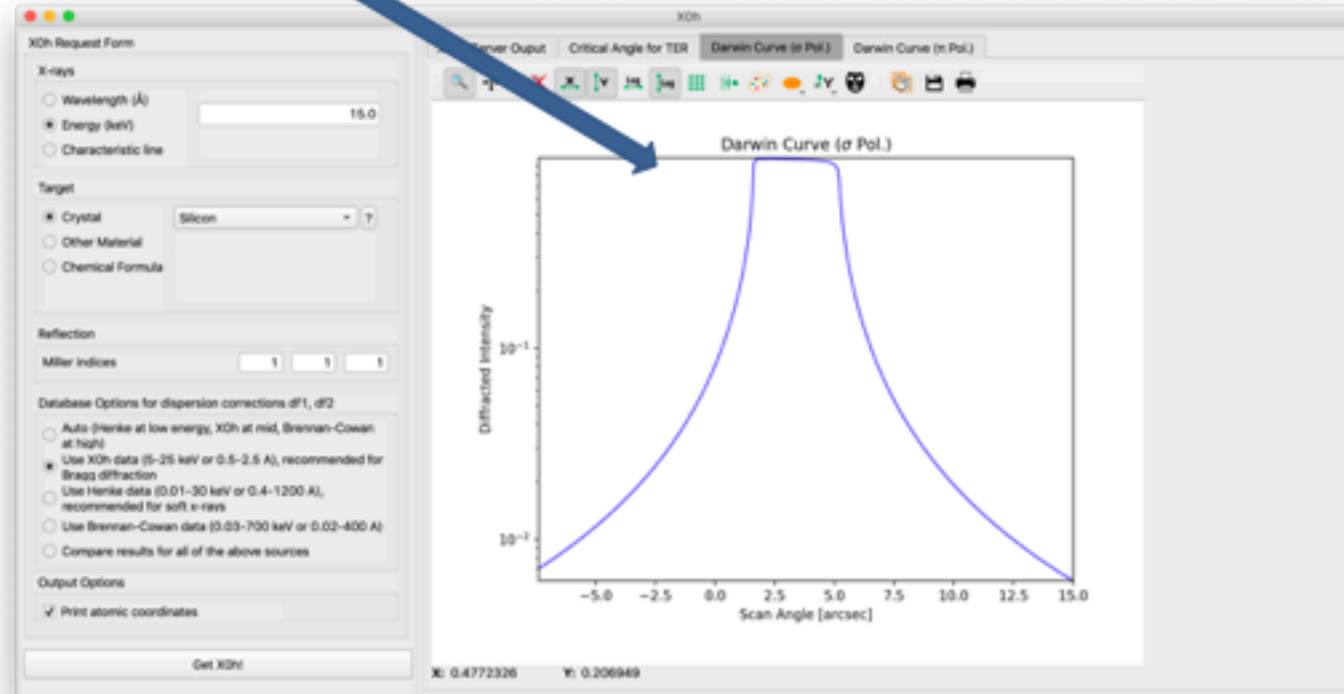 X0h
X0h Request Form
X-rays
Wavelength (Å)
Energy (keV)
Characteristic line
15.0
Target
Crystal
Silicon
?
Other Material
Chemical Formula
Reflection
Miller indices
1 1 1
Database Options for dispersion corrections df1, df2
Auto (Henke at low energy, X0h at mid, Brennan-Cowan
at high)
Use X0h data (5-25 keV or 0.5-2.5 A), recommended for
Bragg diffraction
Use Henke data (0.01-30 keV or 0.4-1200 A),
recommended for soft x-rays
Use Brennan-Cowan data (0.03-700 keV or 0.02-400 A)
Compare results for all of the above sources
Output Options
Print atomic coordinates
Get X0h!
Server Ouput Critical Angle for TER Darwin Curve (σ Pol.) Darwin Curve (π Pol.)
Darwin Curve (σ Pol.)
Diffracted Intensity
10⁻¹
10⁻²
−5.0 −2.5 0.0 2.5 5.0 7.5 10.0 12.5 15.0
Scan Angle [arcsec]
X: 0.4772326 Y: 0.206949